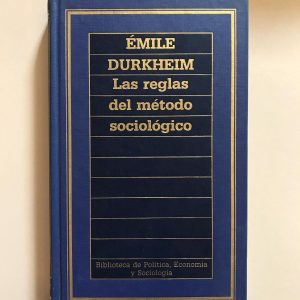 ÉMILE
DURKHEIM
Las reglas
del método
sociológico
Biblioteca de Política, Economía
y Sociología